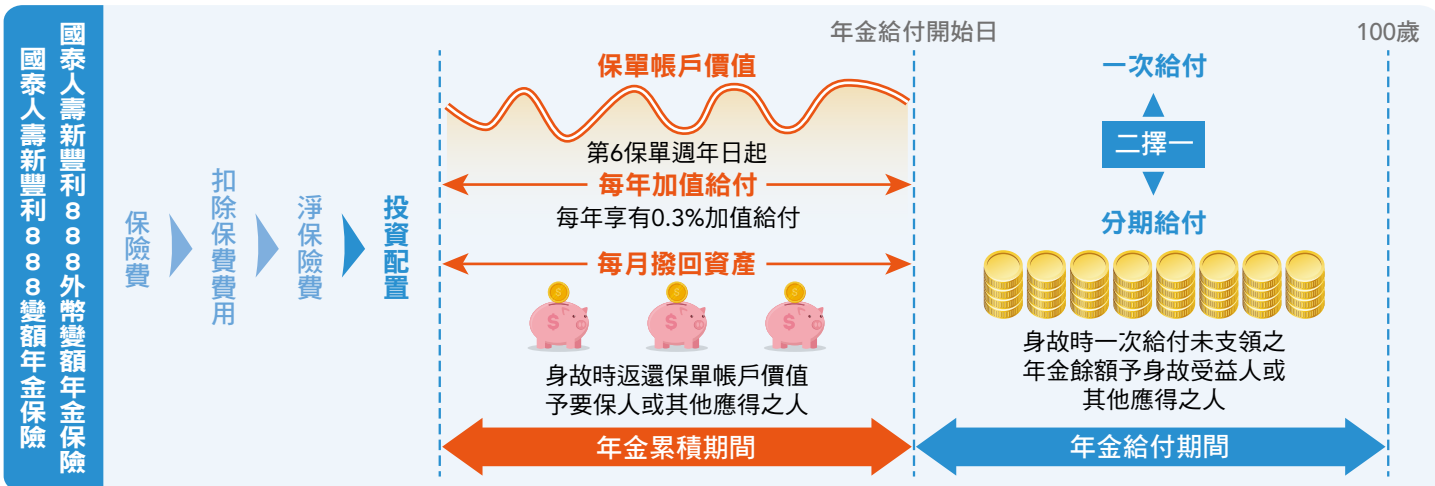 國泰人壽新豐利888外幣變額年金保險
國泰人壽新豐利888變額年金保險
保險費
扣除保費費用
淨保險費
投資配置
年金給付開始日
100歲
保單帳戶價值
第6保單週年日起
每年加值給付
每年享有0.3%加值給付
每月撥回資產
$ $ $
$ $ $
身故時返還保單帳戶價值
予要保人或其他應得之人
年金累積期間
一次給付
二擇一
分期給付
身故時一次給付未支領之
年金餘額予身故受益人或
其他應得之人
年金給付期間